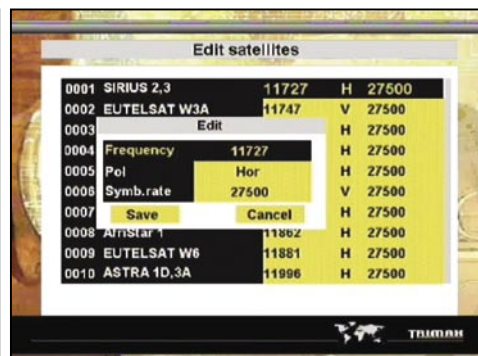 Edit satellites
0001 SIRIUS 2,3 11727 H 27500
0002 EUTELSAT W3A 11747 V 27500
0003 H 27500
Edit
0004 H 27500
Frequency 11727
0005 H 27500
Pol Hor
0006 V 27500
Symb.rate 27500
0007 H 27500
Save Cancel
0008 AfriStar 1 11862 H 27500
0009 EUTELSAT W6 11881 H 27500
0010 ASTRA 1D,3A 11996 H 27500
TRIMAX